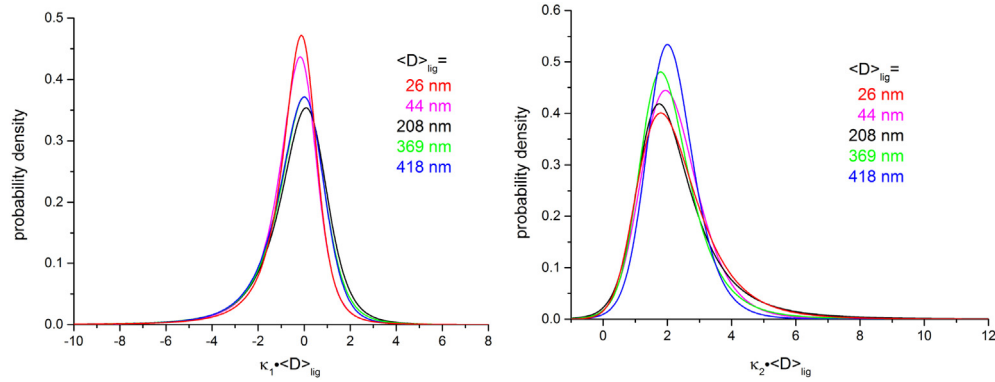 0.5
0.4
0.3
0.2
0.1
0.0
probability density
-10 -8 -6 -4 -2 0 2 4 6 8
κ₁•<D>lig
<D>lig=
26 nm
44 nm
208 nm
369 nm
418 nm
0.6
0.5
0.4
0.3
0.2
0.1
0.0
probability density
0 2 4 6 8 10 12
κ₂•<D>lig
<D>lig=
26 nm
44 nm
208 nm
369 nm
418 nm